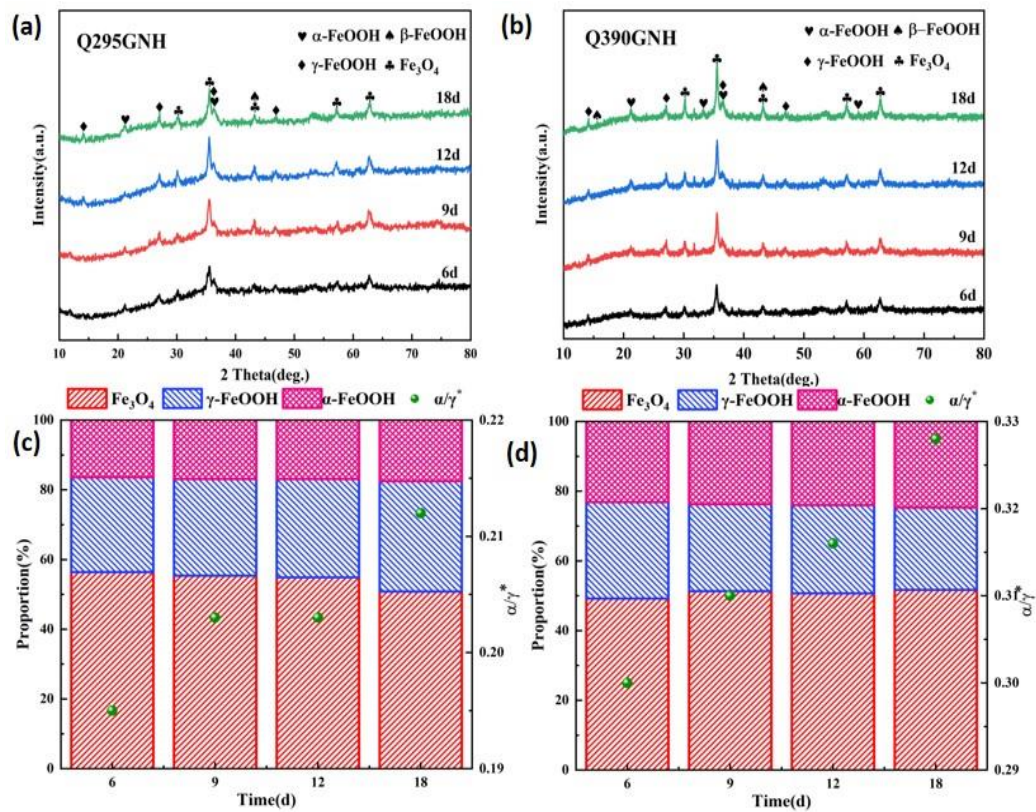 (a)
Q295GNH
♥ α-FeOOH ♠ β-FeOOH
♦ γ-FeOOH ♣ Fe₃O₄
18d
12d
9d
6d
Intensity(a.u.)
10 20 30 40 50 60 70 80
2 Theta(deg.)
(b)
Q390GNH
♥ α-FeOOH ♠ β-FeOOH
♦ γ-FeOOH ♣ Fe₃O₄
18d
12d
9d
6d
Intensity(a.u.)
10 20 30 40 50 60 70 80
2 Theta(deg.)
Fe₃O₄ γ-FeOOH α-FeOOH α/γ*
(c)
100
80
60
40
20
0
Proportion(%)
0.22
0.21
0.20
0.19
α/γ*
6 9 12 18
Time(d)
Fe₃O₄ γ-FeOOH α-FeOOH α/γ*
(d)
100
80
60
40
20
0
Proportion(%)
0.33
0.32
0.31
0.30
0.29
α/γ*
6 9 12 18
Time(d)